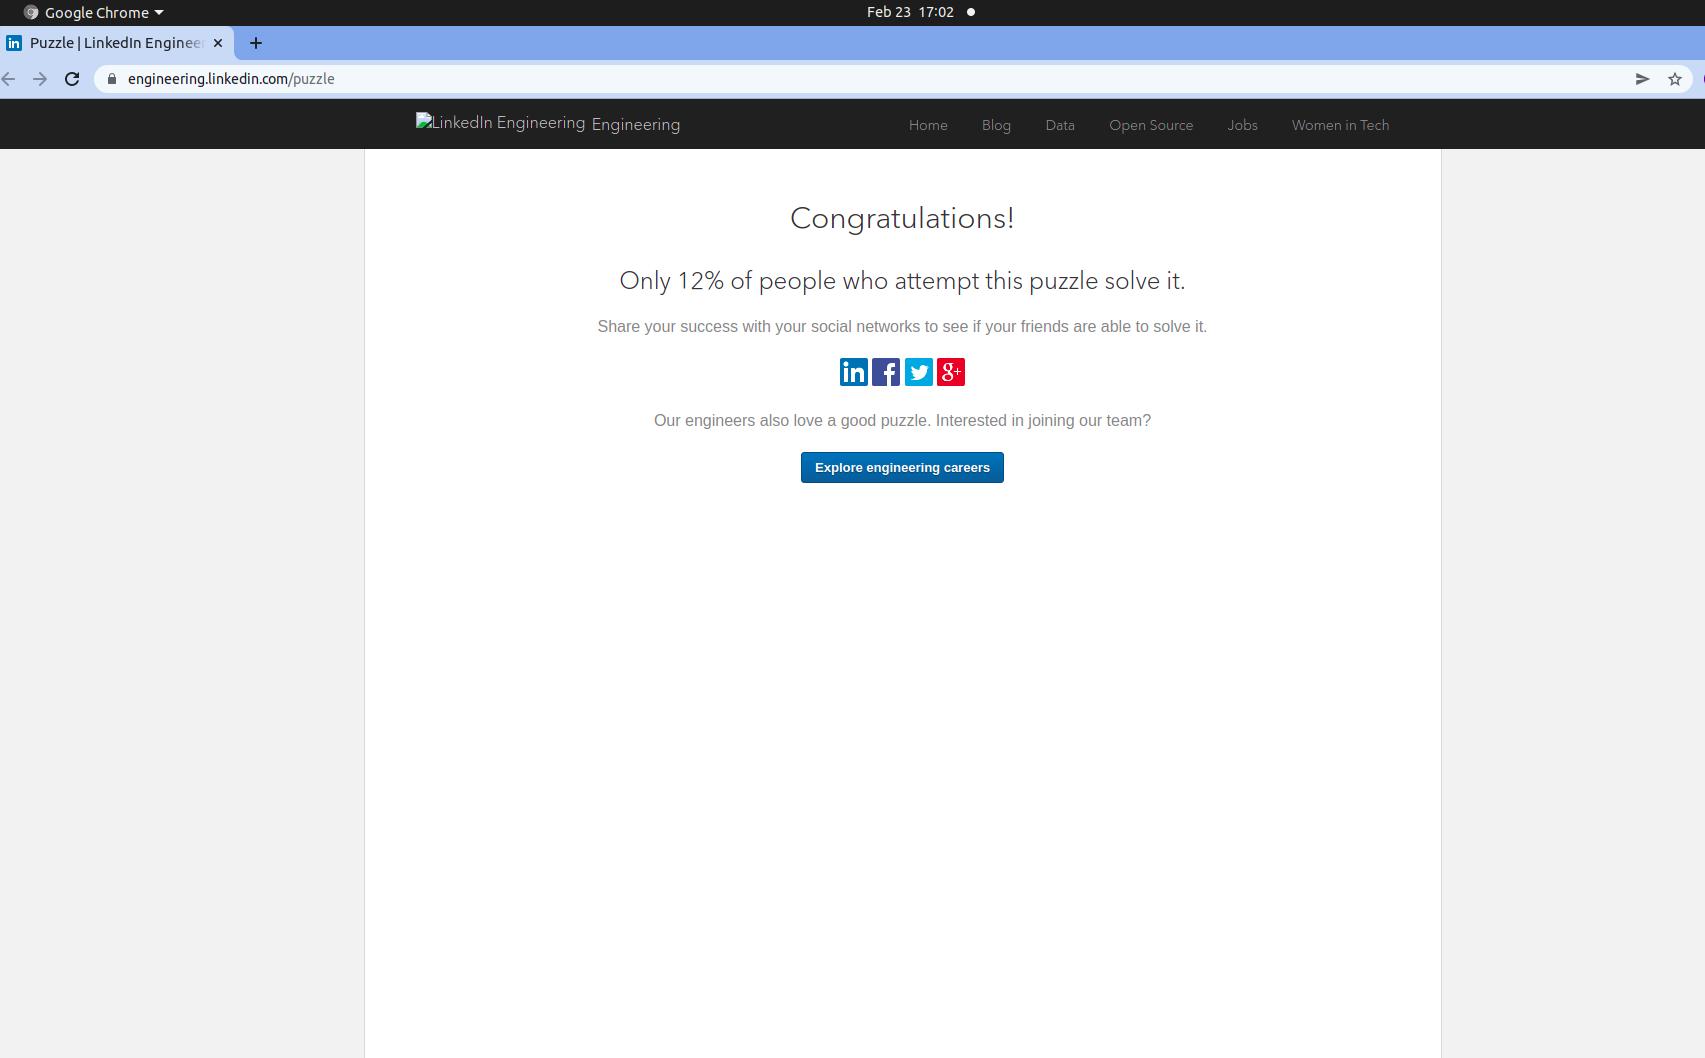 Google Chrome
Feb 23 17:02
Puzzle | LinkedIn Engineer
engineering.linkedin.com/puzzle
LinkedIn Engineering Engineering Home Blog Data Open Source Jobs Women in Tech
Congratulations!
Only 12% of people who attempt this puzzle solve it.
Share your success with your social networks to see if your friends are able to solve it.
in f g+
Our engineers also love a good puzzle. Interested in joining our team?
Explore engineering careers